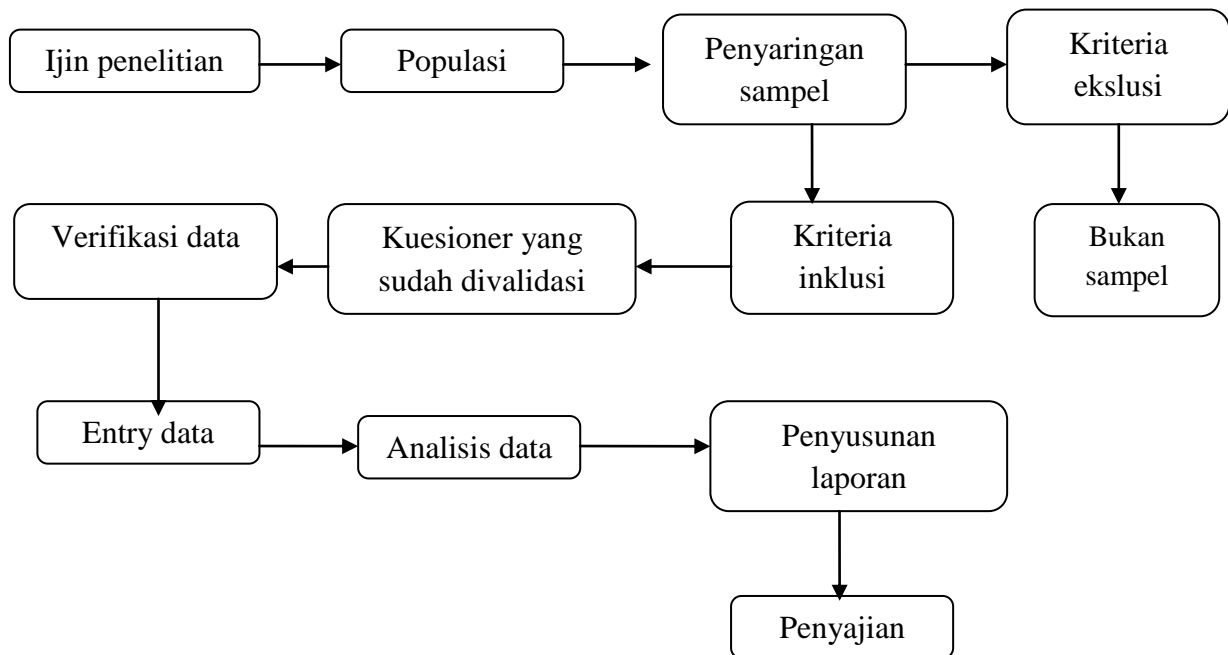 Ijin penelitian
Populasi
Penyaringan
sampel
Kriteria
ekslusi
Verifikasi data
Kuesioner yang
sudah divalidasi
Kriteria
inklusi
Bukan
sampel
Entry data
Analisis data
Penyusunan
laporan
Penyajian